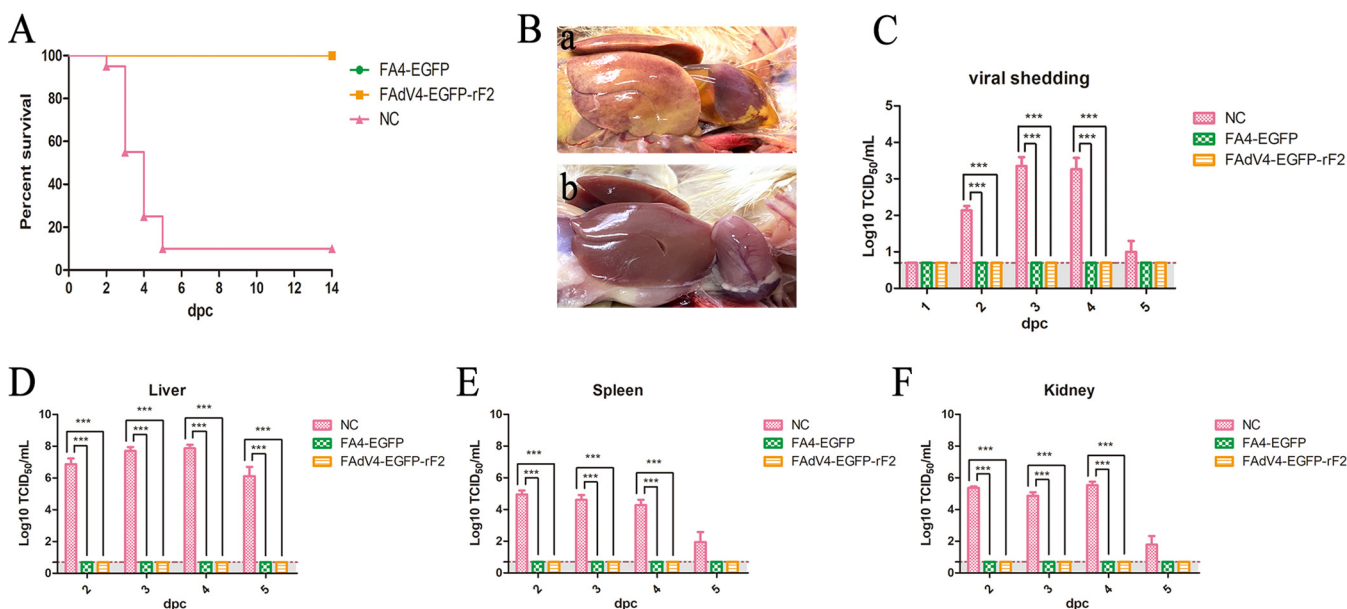 A
Percent survival
100
80
60
40
20
0
0 2 4 6 8 10 12 14
dpc
FA4-EGFP
FAdV4-EGFP-rF2
NC
B
a
b
C
viral shedding
Log10 TCID50/mL
5
4
3
2
1
0
*** *** *** *** *** ***
1 2 3 4 5
dpc
NC
FA4-EGFP
FAdV4-EGFP-rF2
D
Liver
Log10 TCID50/mL
10
8
6
4
2
0
*** *** *** *** *** *** *** ***
2 3 4 5
dpc
NC
FA4-EGFP
FAdV4-EGFP-rF2
E
Spleen
Log10 TCID50/mL
10
8
6
4
2
0
*** *** *** *** *** ***
2 3 4 5
dpc
NC
FA4-EGFP
FAdV4-EGFP-rF2
F
Kidney
Log10 TCID50/mL
10
8
6
4
2
0
*** *** *** *** *** ***
2 3 4 5
dpc
NC
FA4-EGFP
FAdV4-EGFP-rF2